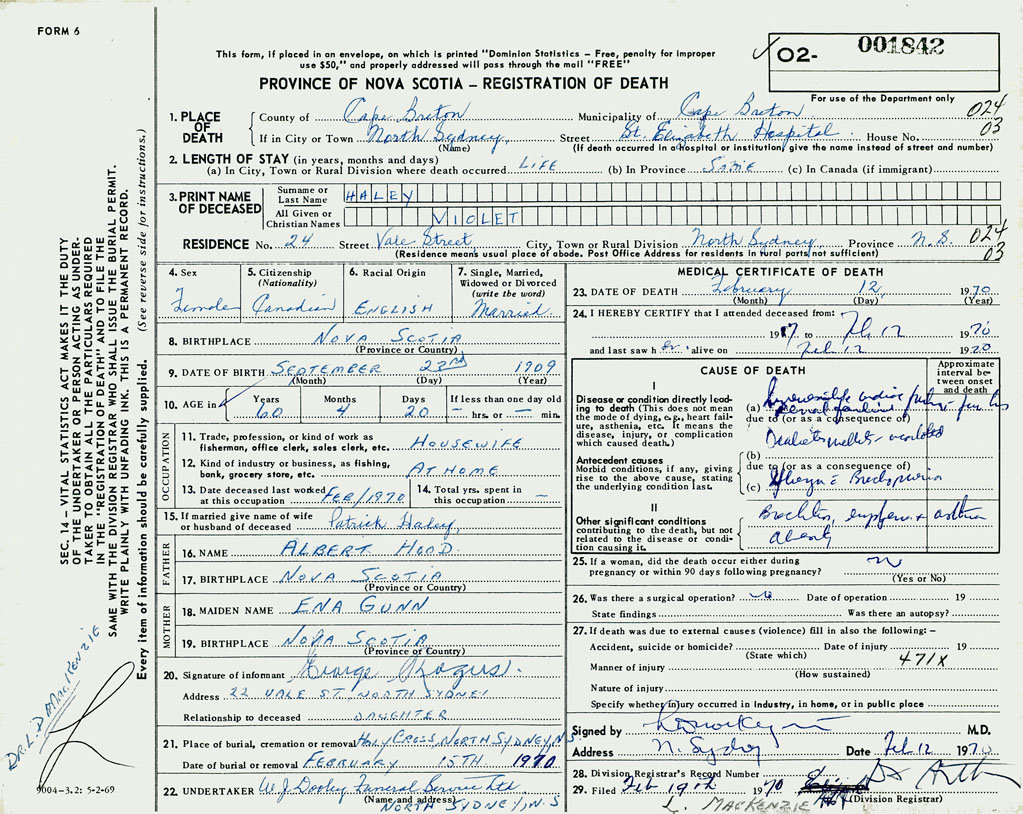 FORM 6
This form, if placed in an envelope, on which is printed "Dominion Statistics – Free, penalty for improper
use $50," and properly addressed will pass through the mail "FREE"
✓ 02- 001842
PROVINCE OF NOVA SCOTIA – REGISTRATION OF DEATH
For use of the Department only
1. PLACE OF DEATH County of Cape Breton Municipality of Cape Breton 024
If in City or Town North Sydney, Street St. Elizabeth Hospital House No. 03
(Name) (If death occurred in a hospital or institution, give the name instead of street and number)
2. LENGTH OF STAY (in years, months and days)
(a) In City, Town or Rural Division where death occurred LIFE (b) In Province SAME (c) In Canada (if immigrant)
3. PRINT NAME OF DECEASED Surname or Last Name HALEY
All Given or Christian Names VIOLET
RESIDENCE No. 24 Street Vale Street, City, Town or Rural Division North Sydney, Province N.S. 024
(Residence means usual place of abode. Post Office Address for residents in rural parts not sufficient) 03
4. Sex Female
5. Citizenship (Nationality) Canadian
6. Racial Origin ENGLISH
7. Single, Married, Widowed or Divorced (write the word) Married.
8. BIRTHPLACE NOVA SCOTIA
(Province or Country)
9. DATE OF BIRTH SEPTEMBER 23RD 1909
(Month) (Day) (Year)
10. AGE in Years 60 Months 4 Days 20 If less than one day old – hrs. or – min.
OCCUPATION
11. Trade, profession, or kind of work as
fisherman, office clerk, sales clerk, etc. HOUSEWIFE
12. Kind of industry or business, as fishing,
bank, grocery store, etc. AT HOME
13. Date deceased last worked
at this occupation FEB/1970
14. Total yrs. spent in
this occupation –
15. If married give name of wife
or husband of deceased Patrick Haley,
FATHER
16. NAME ALBERT HOOD
17. BIRTHPLACE NOVA SCOTIA
(Province or Country)
MOTHER
18. MAIDEN NAME ENA GUNN
19. BIRTHPLACE NOVA SCOTIA
(Province or Country)
20. Signature of informant George
Address 22 VALE ST. NORTH SYDNEY
Relationship to deceased DAUGHTER
21. Place of burial, cremation or removal HOLY CROSS, NORTH SYDNEY, N.S
Date of burial or removal FEBRUARY 15TH 1970
22. UNDERTAKER W.J Dooley Funeral Service Ltd
(Name and address) NORTH SYDNEY, N.S
MEDICAL CERTIFICATE OF DEATH
23. DATE OF DEATH February 12, 1970
(Month) (Day) (Year)
24. I HEREBY CERTIFY that I attended deceased from:
19 to Feb. 12 1970
and last saw her alive on Feb 12 1970
CAUSE OF DEATH
Approximate interval between onset and death
I
Disease or condition directly leading to death (This does not mean the mode of dying, e.g., heart failure, asthenia, etc. It means the disease, injury, or complication which caused death.)
(a)
due to (or as a consequence of)
Antecedent causes
Morbid conditions, if any, giving rise to the above cause, stating the underlying condition last.
(b)
due to (or as a consequence of)
(c)
II
Other significant conditions contributing to the death, but not related to the disease or condition causing it.
asthma
25. If a woman, did the death occur either during
pregnancy or within 90 days following pregnancy? no
(Yes or No)
26. Was there a surgical operation? no Date of operation 19
State findings Was there an autopsy?
27. If death was due to external causes (violence) fill in also the following: –
Accident, suicide or homicide? Date of injury 19
(State which) 471X
Manner of injury
(How sustained)
Nature of injury
Specify whether injury occurred in industry, in home, or in public place
Signed by M.D.
Address N. Sydney Date Feb 12 1970
28. Division Registrar's Record Number
29. Filed Feb 19th 1970
(Division Registrar)
L. MACKENZIE
SEC. 14 – VITAL STATISTICS ACT MAKES IT THE DUTY
OF THE UNDERTAKER OR PERSON ACTING AS UNDER-
TAKER TO OBTAIN ALL THE PARTICULARS REQUIRED
IN THE "REGISTRATION OF DEATH" AND TO FILE THE
SAME WITH THE DIVISION REGISTRAR WHO SHALL ISSUE THE BURIAL PERMIT.
WRITE PLAINLY WITH UNFADING INK. THIS IS A PERMANENT RECORD.
Every item of information should be carefully supplied. (See reverse side for instructions.)
DR. L. D MACKENZIE
9004-3.2: 5-2-69